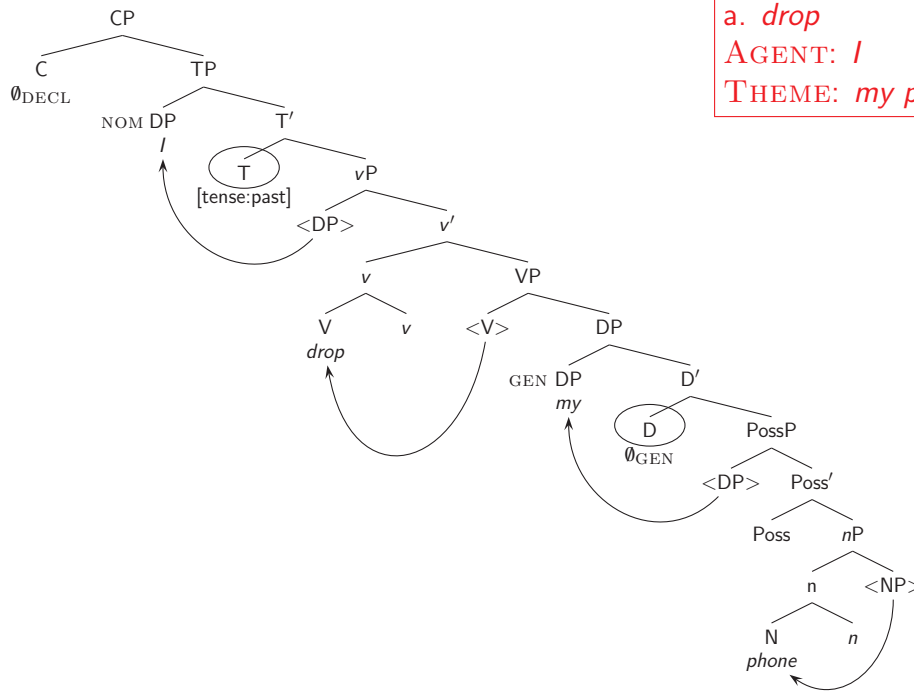 CP
C TP
∅DECL
NOM DP T′
I
T vP
[tense:past]
<DP> v′
v VP
V v <V> DP
drop
GEN DP D′
my
D PossP
∅GEN
<DP> Poss′
Poss nP
n <NP>
N n
phone
a. drop
AGENT: I
THEME: my p